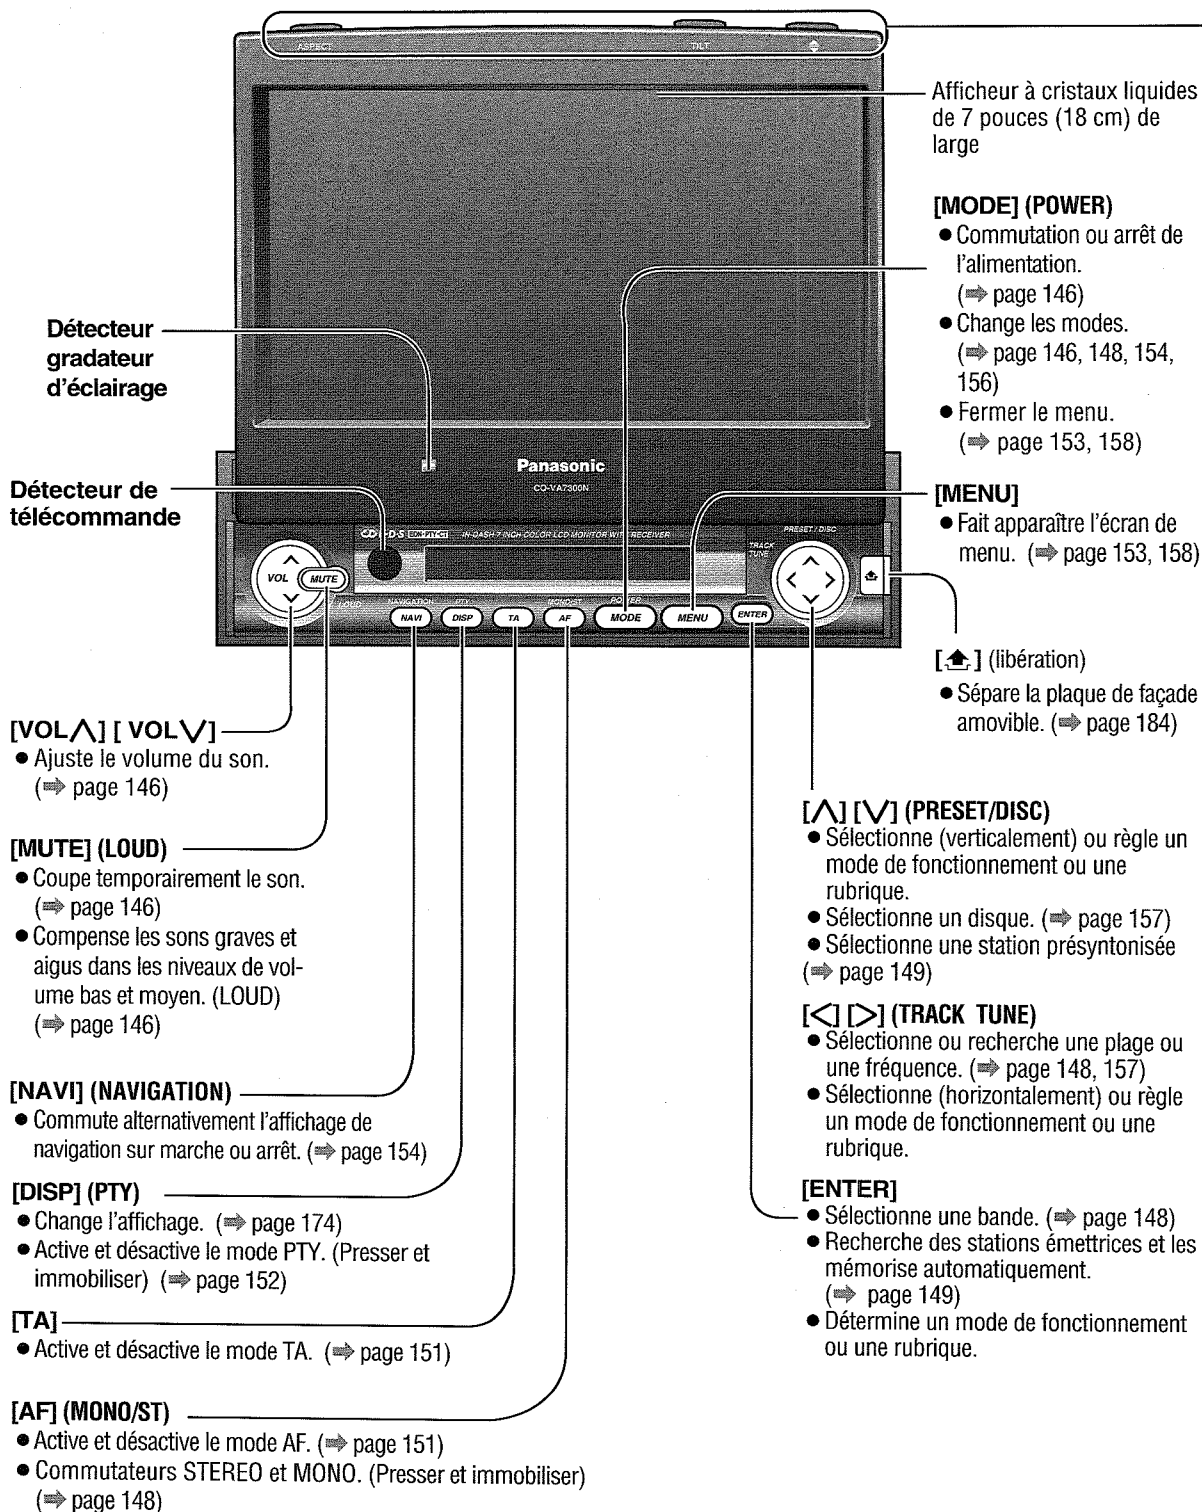 ASPECT
TILT
Afficheur à cristaux liquides
de 7 pouces (18 cm) de
large
[MODE] (POWER)
● Commutation ou arrêt de
l'alimentation.
(➡ page 146)
● Change les modes.
(➡ page 146, 148, 154,
156)
● Fermer le menu.
(➡ page 153, 158)
Détecteur
gradateur
d'éclairage
Panasonic
CQ-VA7300N
Détecteur de
télécommande
[MENU]
● Fait apparaître l'écran de
menu. (➡ page 153, 158)
IN-DASH 7 INCH COLOR LCD MONITOR WITH RECEIVER
PRESET / DISC
TRACK
TUNE
VOL
MUTE
LOUD
NAVI
DISP
TA
AF
MODE
MENU
ENTER
[⏏] (libération)
● Sépare la plaque de façade
amovible. (➡ page 184)
[VOL∧] [ VOL∨]
● Ajuste le volume du son.
(➡ page 146)
[MUTE] (LOUD)
● Coupe temporairement le son.
(➡ page 146)
● Compense les sons graves et
aigus dans les niveaux de vol-
ume bas et moyen. (LOUD)
(➡ page 146)
[NAVI] (NAVIGATION)
● Commute alternativement l'affichage de
navigation sur marche ou arrêt. (➡ page 154)
[DISP] (PTY)
● Change l'affichage. (➡ page 174)
● Active et désactive le mode PTY. (Presser et
immobiliser) (➡ page 152)
[TA]
● Active et désactive le mode TA. (➡ page 151)
[AF] (MONO/ST)
● Active et désactive le mode AF. (➡ page 151)
● Commutateurs STEREO et MONO. (Presser et immobiliser)
(➡ page 148)
[∧] [∨] (PRESET/DISC)
● Sélectionne (verticalement) ou règle un
mode de fonctionnement ou une
rubrique.
● Sélectionne un disque. (➡ page 157)
● Sélectionne une station présyntonisée
(➡ page 149)
[<] [>] (TRACK TUNE)
● Sélectionne ou recherche une plage ou
une fréquence. (➡ page 148, 157)
● Sélectionne (horizontalement) ou règle
un mode de fonctionnement ou une
rubrique.
[ENTER]
● Sélectionne une bande. (➡ page 148)
● Recherche des stations émettrices et les
mémorise automatiquement.
(➡ page 149)
● Détermine un mode de fonctionnement
ou une rubrique.